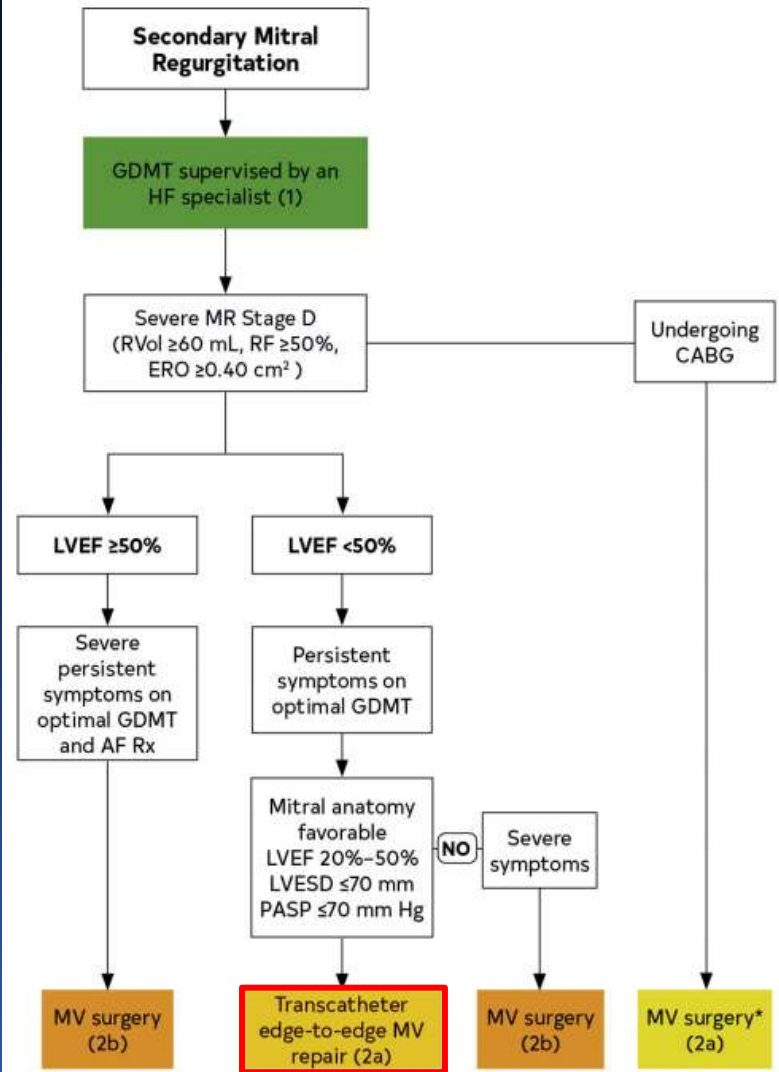 Secondary Mitral
Regurgitation
GDMT supervised by an
HF specialist (1)
Severe MR Stage D
(RVol ≥60 mL, RF ≥50%,
ERO ≥0.40 cm² )
Undergoing
CABG
LVEF ≥50%
LVEF <50%
Severe
persistent
symptoms on
optimal GDMT
and AF Rx
Persistent
symptoms on
optimal GDMT
Mitral anatomy
favorable
LVEF 20%–50%
LVESD ≤70 mm
PASP ≤70 mm Hg
NO
Severe
symptoms
MV surgery
(2b)
Transcatheter
edge-to-edge MV
repair (2a)
MV surgery
(2b)
MV surgery*
(2a)